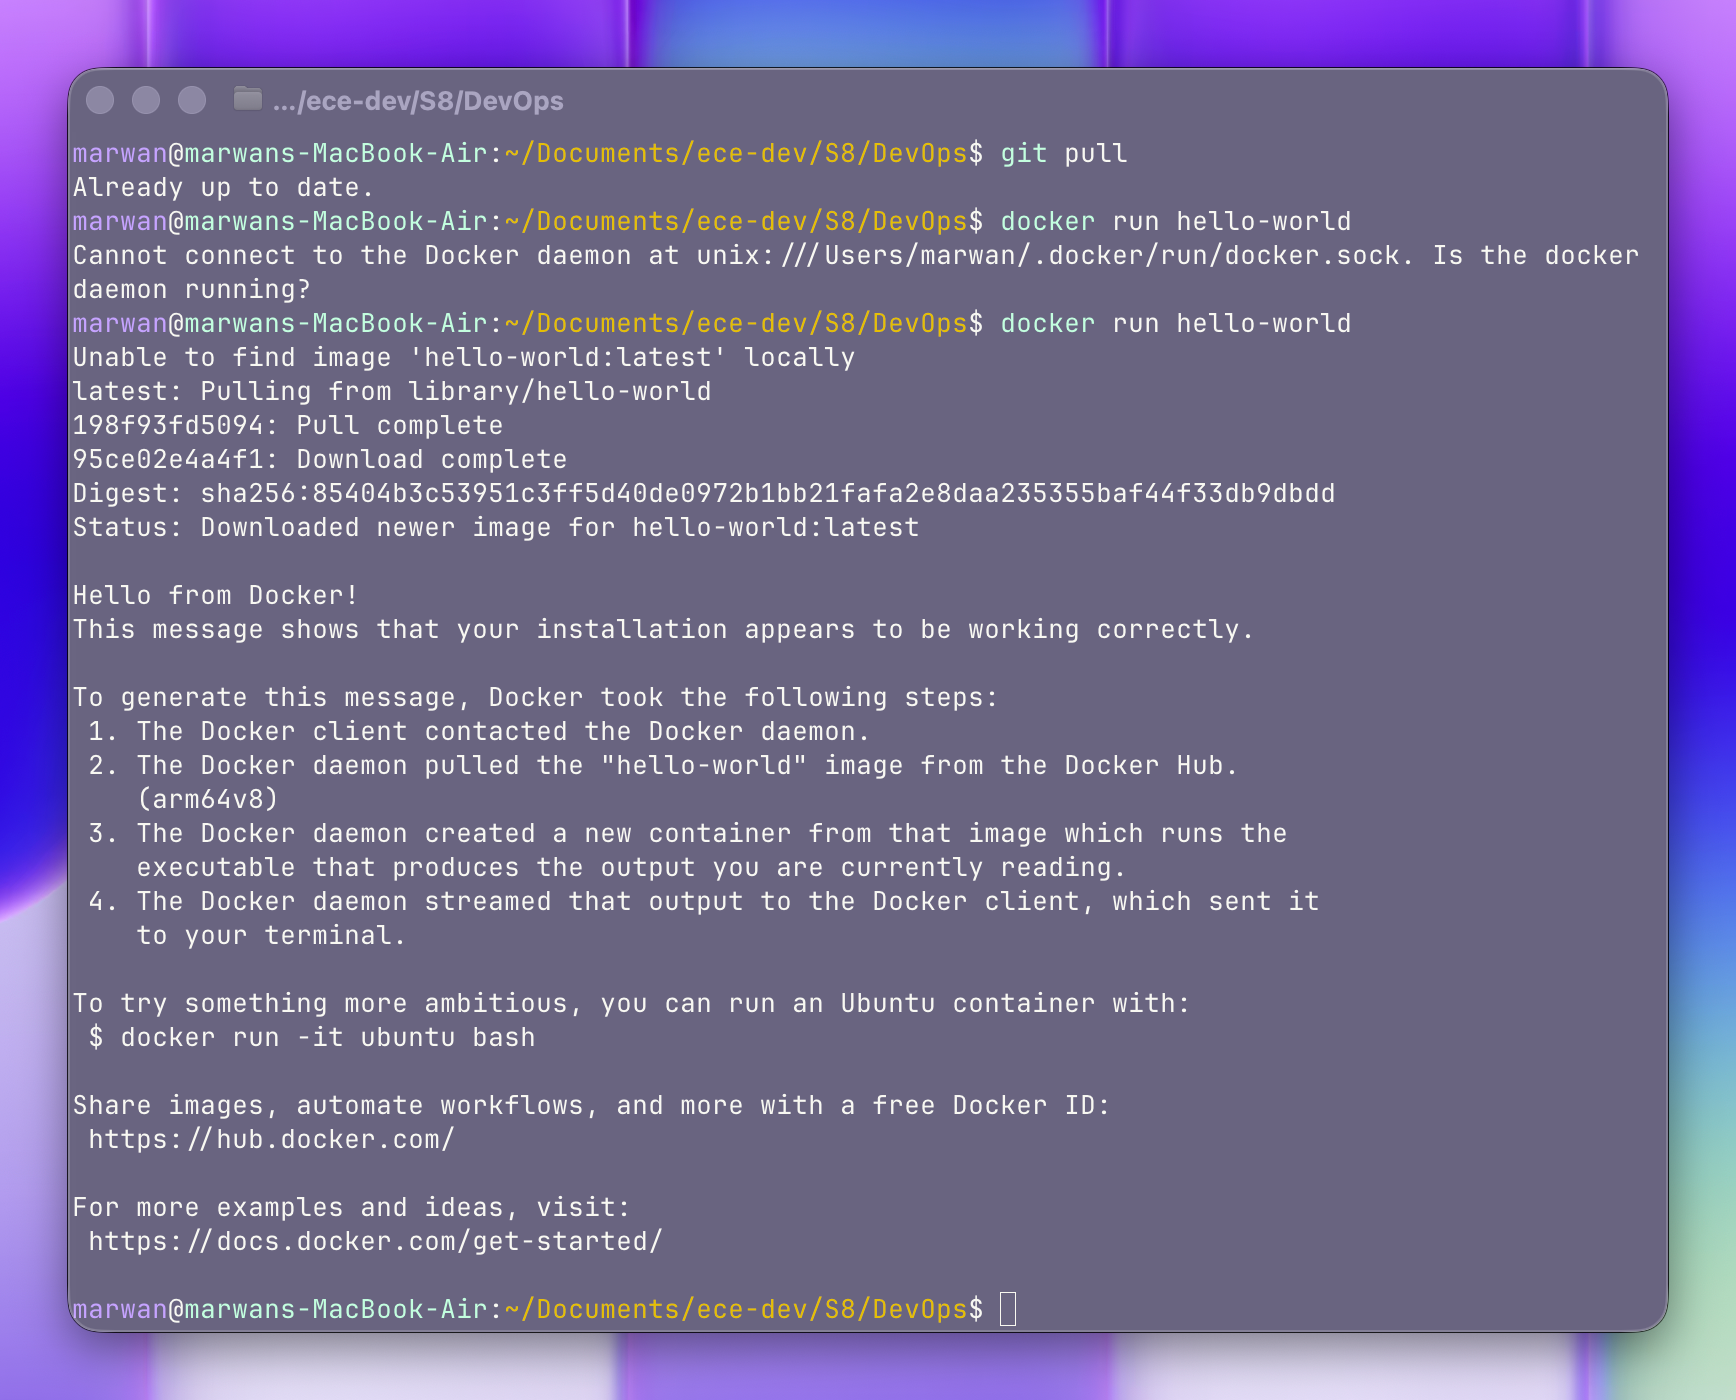 .../ece-dev/S8/DevOps
marwan@marwans-MacBook-Air:~/Documents/ece-dev/S8/DevOps$ git pull
Already up to date.
marwan@marwans-MacBook-Air:~/Documents/ece-dev/S8/DevOps$ docker run hello-world
Cannot connect to the Docker daemon at unix:///Users/marwan/.docker/run/docker.sock. Is the docker
daemon running?
marwan@marwans-MacBook-Air:~/Documents/ece-dev/S8/DevOps$ docker run hello-world
Unable to find image 'hello-world:latest' locally
latest: Pulling from library/hello-world
198f93fd5094: Pull complete
95ce02e4a4f1: Download complete
Digest: sha256:85404b3c53951c3ff5d40de0972b1bb21fafa2e8daa235355baf44f33db9dbdd
Status: Downloaded newer image for hello-world:latest

Hello from Docker!
This message shows that your installation appears to be working correctly.

To generate this message, Docker took the following steps:
 1. The Docker client contacted the Docker daemon.
 2. The Docker daemon pulled the "hello-world" image from the Docker Hub.
    (arm64v8)
 3. The Docker daemon created a new container from that image which runs the
    executable that produces the output you are currently reading.
 4. The Docker daemon streamed that output to the Docker client, which sent it
    to your terminal.

To try something more ambitious, you can run an Ubuntu container with:
 $ docker run -it ubuntu bash

Share images, automate workflows, and more with a free Docker ID:
 https://hub.docker.com/

For more examples and ideas, visit:
 https://docs.docker.com/get-started/

marwan@marwans-MacBook-Air:~/Documents/ece-dev/S8/DevOps$